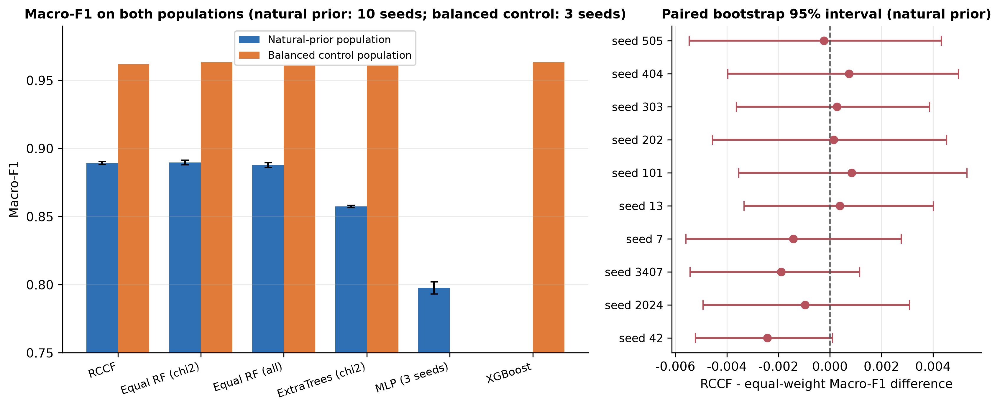 Macro-F1 on both populations (natural prior: 10 seeds; balanced control: 3 seeds)
Natural-prior population
Balanced control population
Macro-F1
0.95
0.90
0.85
0.80
0.75
RCCF
Equal RF (chi2)
Equal RF (all)
ExtraTrees (chi2)
MLP (3 seeds)
XGBoost
Paired bootstrap 95% interval (natural prior)
seed 505
seed 404
seed 303
seed 202
seed 101
seed 13
seed 7
seed 3407
seed 2024
seed 42
-0.006 -0.004 -0.002 0.000 0.002 0.004
RCCF - equal-weight Macro-F1 difference